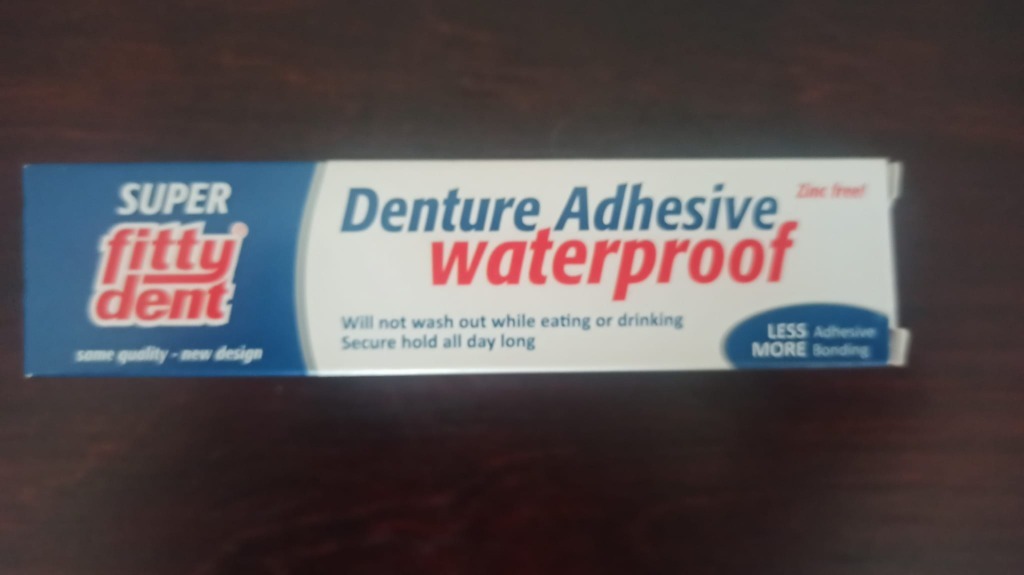 SUPER
fitty®
dent
same quality - new design
Denture Adhesive
waterproof
Zinc free!
Will not wash out while eating or drinking
Secure hold all day long
LESS Adhesive
MORE Bonding